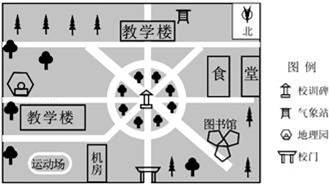 教学楼
北
食 堂
教学楼
图书馆
运动场
机房
图 例
校训碑
气象站
地理园
校门